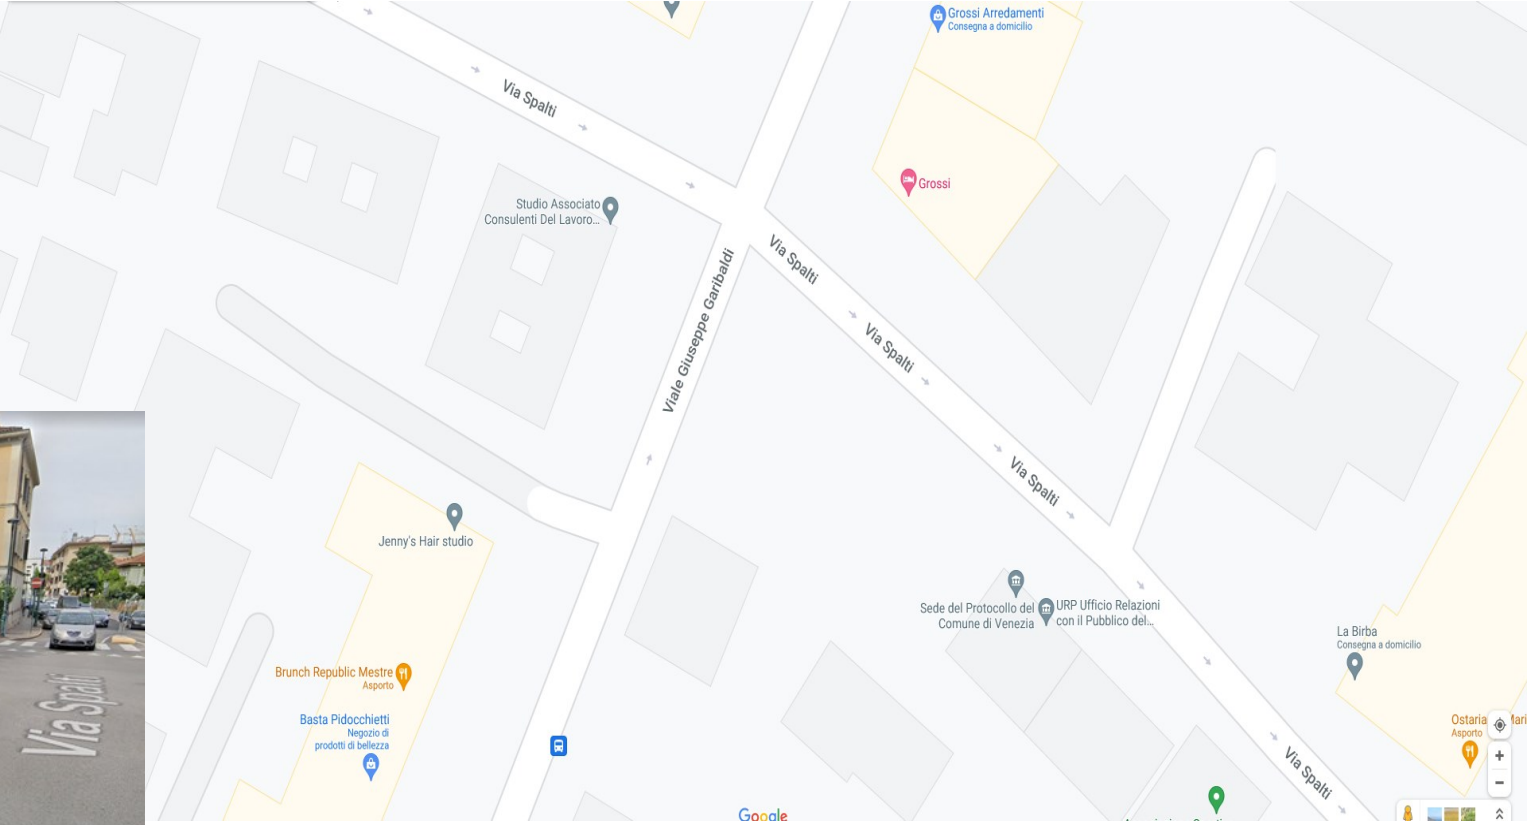 Grossi Arredamenti
Consegna a domicilio
Via Spalti
Grossi
Studio Associato
Consulenti Del Lavoro...
Via Spalti
Viale Giuseppe Garibaldi
Via Spalti
Via Spalti
Jenny's Hair studio
Sede del Protocollo del
Comune di Venezia
URP Ufficio Relazioni
con il Pubblico del...
La Birba
Consegna a domicilio
Brunch Republic Mestre
Asporto
Via Spalti
Basta Pidocchietti
Negozio di
prodotti di bellezza
Ostaria
Asporto
Via Spalti
Google